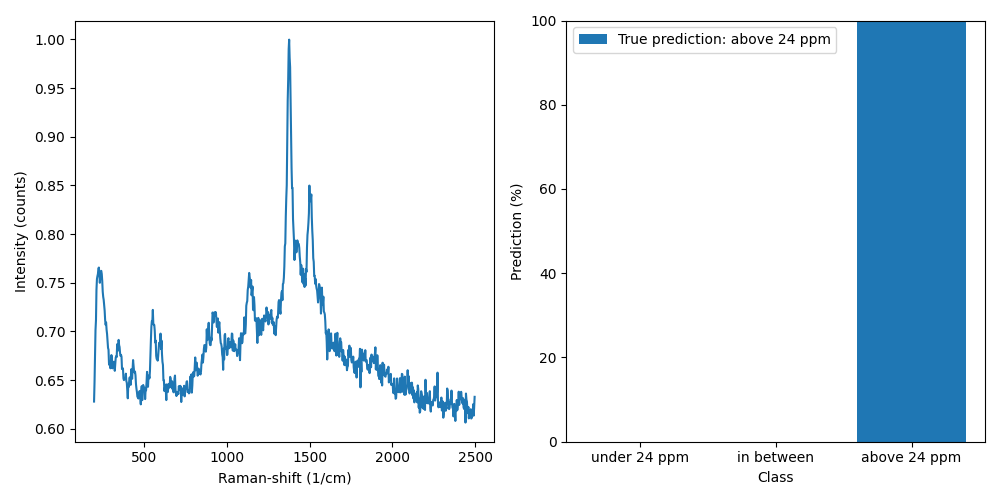 1.00
0.95
0.90
0.85
0.80
0.75
0.70
0.65
0.60
Intensity (counts)
500
1000
1500
2000
2500
Raman-shift (1/cm)
100
80
60
40
20
0
Prediction (%)
True prediction: above 24 ppm
under 24 ppm
in between
above 24 ppm
Class